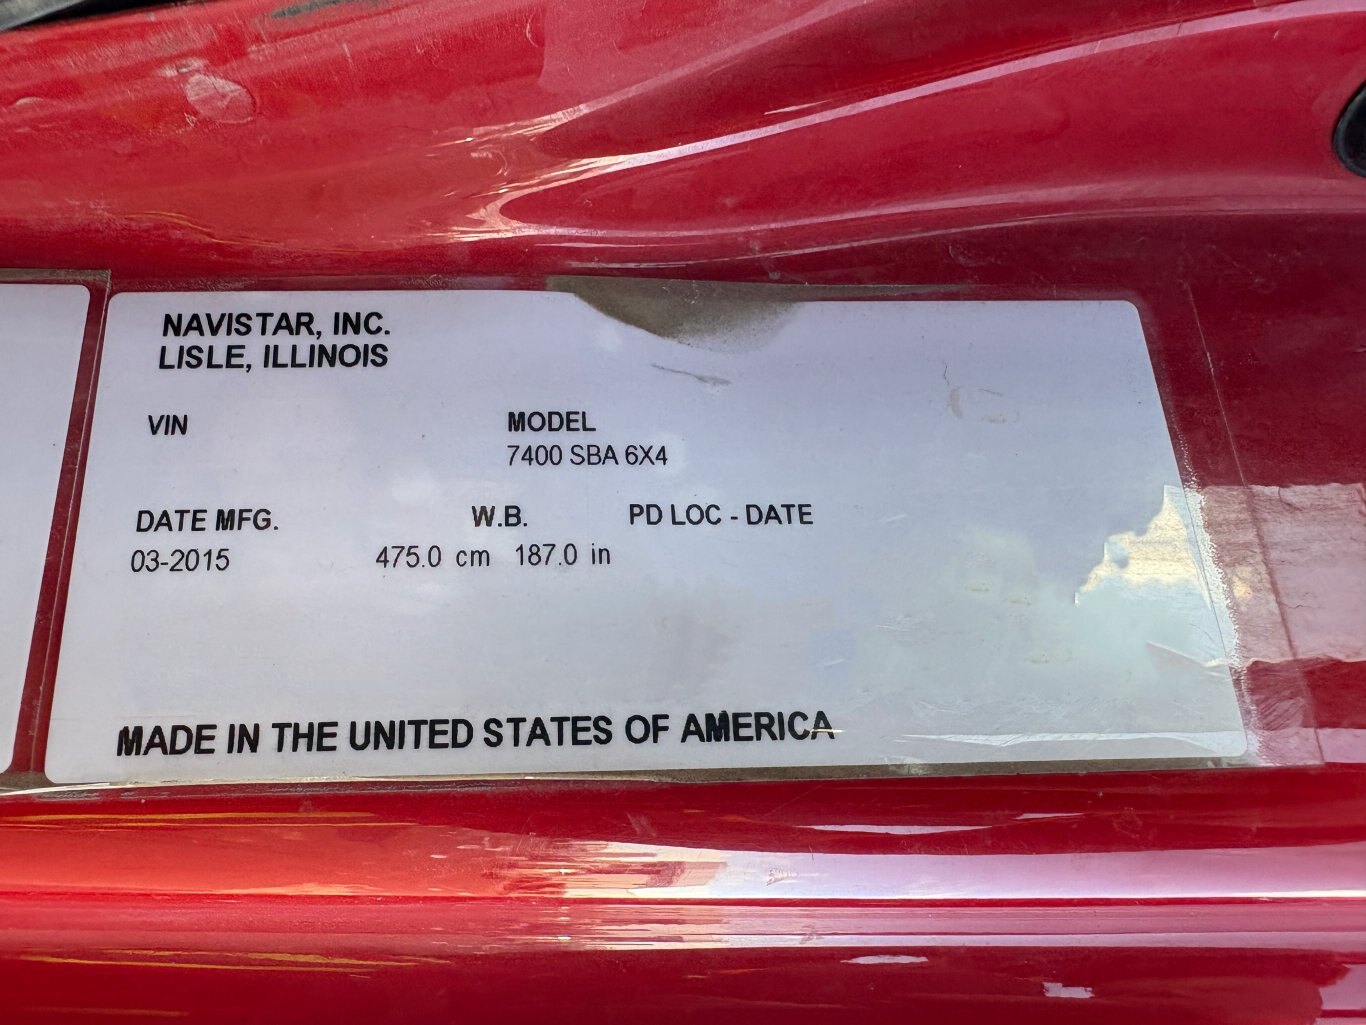 NAVISTAR, INC.
LISLE, ILLINOIS
VIN
MODEL
7400 SBA 6X4
DATE MFG.
W.B.
PD LOC - DATE
03-2015
475.0 cm 187.0 in
MADE IN THE UNITED STATES OF AMERICA